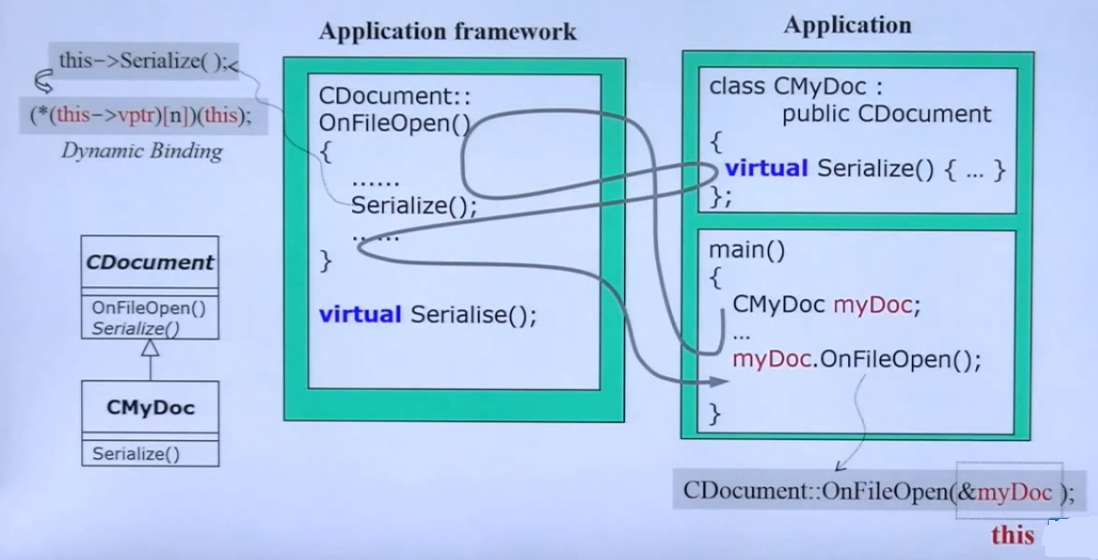 Application framework
Application
this->Serialize( );
(*(this->vptr)[n])(this);
Dynamic Binding
CDocument::
OnFileOpen()
{
......
Serialize();
......
}
virtual Serialise();
class CMyDoc :
public CDocument
{
virtual Serialize() { ... }
};
main()
{
CMyDoc myDoc;
...
myDoc.OnFileOpen();
}
CDocument
OnFileOpen()
Serialize()
CMyDoc
Serialize()
CDocument::OnFileOpen(&myDoc );
this